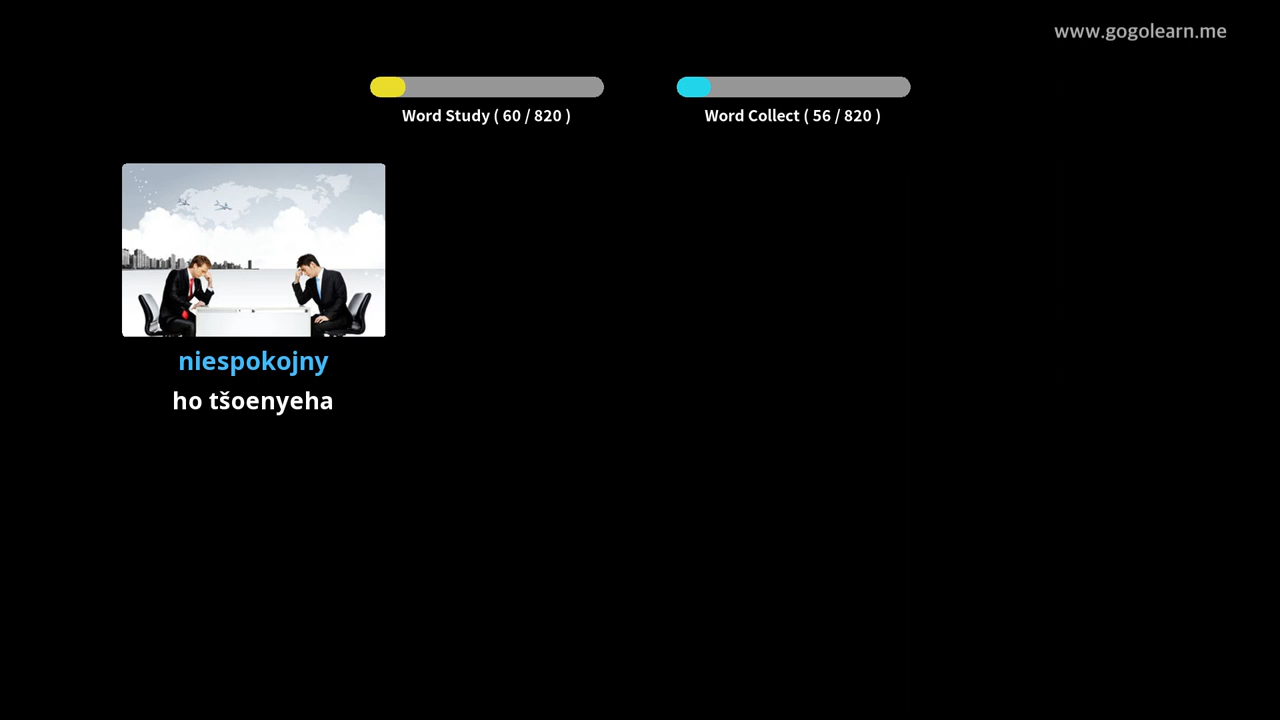 www.gogolearn.me
Word Study ( 60 / 820 )
Word Collect ( 56 / 820 )
niespokojny
ho tšoenyeha